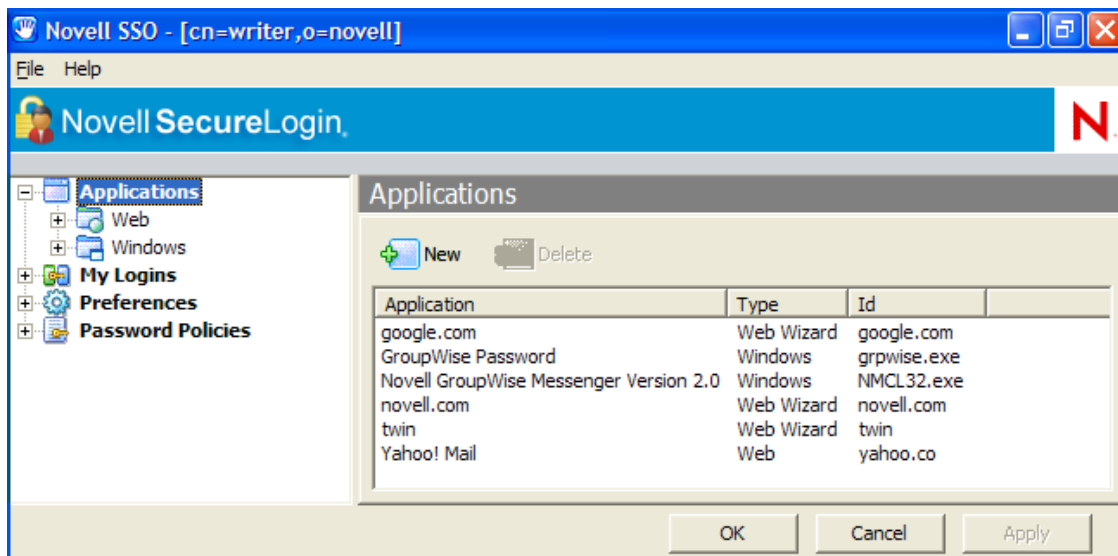 Novell SSO - [cn=writer,o=novell]
File Help
Novell SecureLogin.
N.
Applications
Web
Windows
My Logins
Preferences
Password Policies
Applications
New Delete
Application Type Id
google.com Web Wizard google.com
GroupWise Password Windows grpwise.exe
Novell GroupWise Messenger Version 2.0 Windows NMCL32.exe
novell.com Web Wizard novell.com
twin Web Wizard twin
Yahoo! Mail Web yahoo.co
OK Cancel Apply